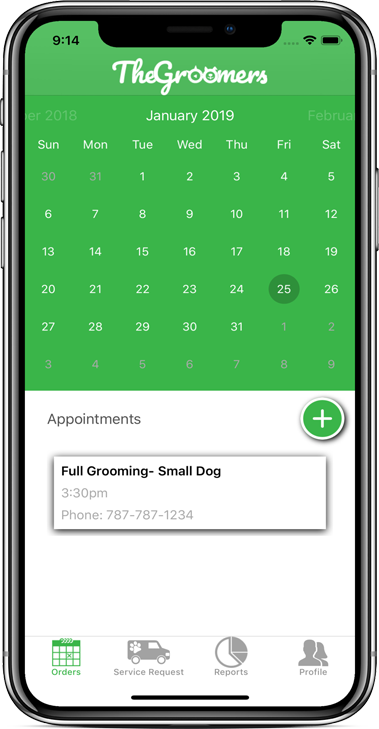 9:14
TheGroomers
ber 2018 January 2019 Februa
Sun Mon Tue Wed Thu Fri Sat
30 31 1 2 3 4 5
6 7 8 9 10 11 12
13 14 15 16 17 18 19
20 21 22 23 24 25 26
27 28 29 30 31 1 2
3 4 5 6 7 8 9
Appointments
Full Grooming- Small Dog
3:30pm
Phone: 787-787-1234
Orders Service Request Reports Profile